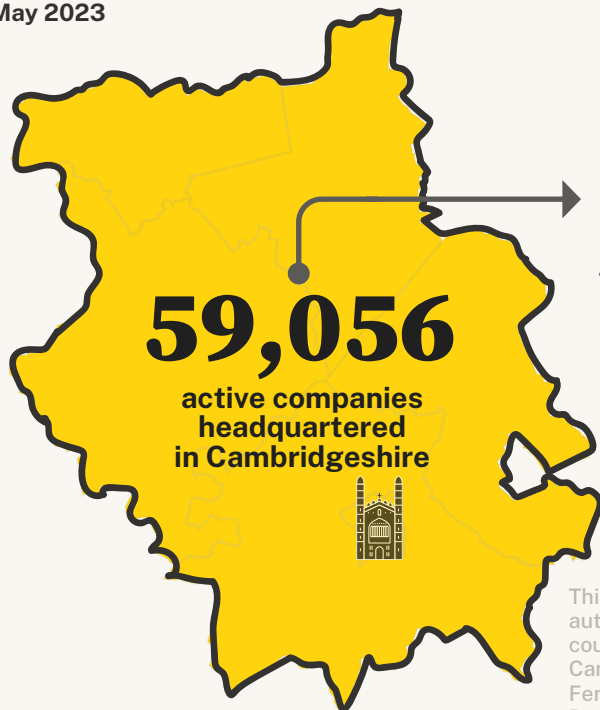 May 2023
59,056
active companies
headquartered
in Cambridgeshire